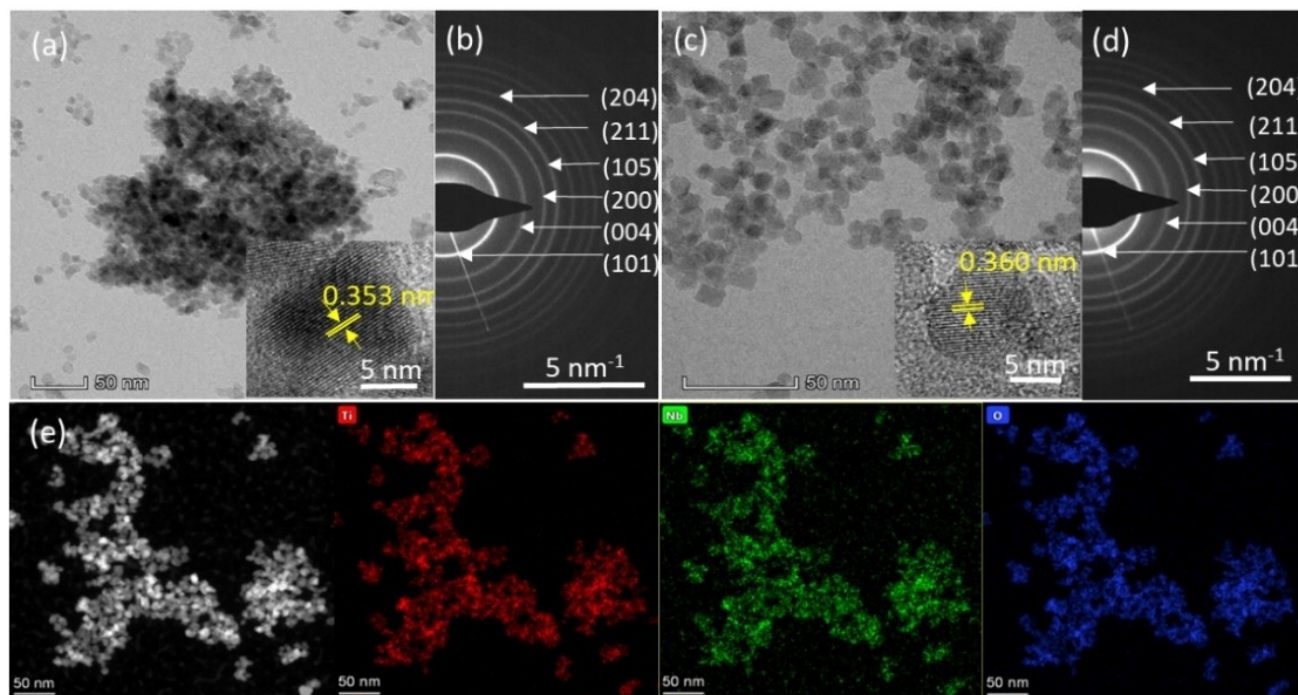 (a)
0.353 nm
5 nm
50 nm
(b)
(204)
(211)
(105)
(200)
(004)
(101)
5 nm⁻¹
(c)
0.360 nm
5 nm
50 nm
(d)
(204)
(211)
(105)
(200)
(004)
(101)
5 nm⁻¹
(e)
50 nm
Ti
50 nm
Nb
50 nm
O
50 nm